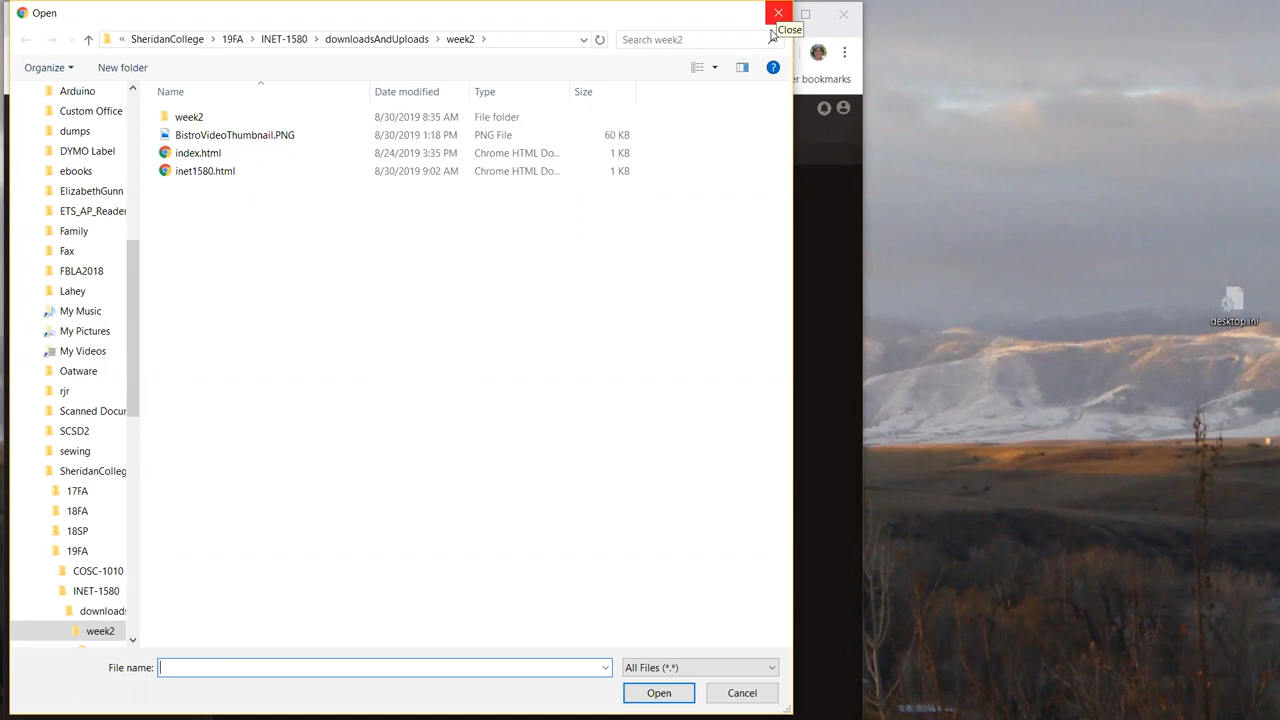 Open
Close
« SheridanCollege > 19FA > INET-1580 > downloadsAndUploads > week2 >
Search week2
er bookmarks
Organize
New folder
Name
Date modified
Type
Size
week2 8/30/2019 8:35 AM File folder
BistroVideoThumbnail.PNG 8/30/2019 1:18 PM PNG File 60 KB
index.html 8/24/2019 3:35 PM Chrome HTML Do... 1 KB
inet1580.html 8/30/2019 9:02 AM Chrome HTML Do... 1 KB
Arduino
Custom Office
dumps
DYMO Label
ebooks
ElizabethGunn
ETS_AP_Reader
Family
Fax
FBLA2018
Lahey
My Music
My Pictures
My Videos
Oatware
rjr
Scanned Docu
SCSD2
sewing
SheridanColleg
17FA
18FA
18SP
19FA
COSC-1010
INET-1580
downloads
week2
desktop.ini
File name:
All Files (*.*)
Open
Cancel